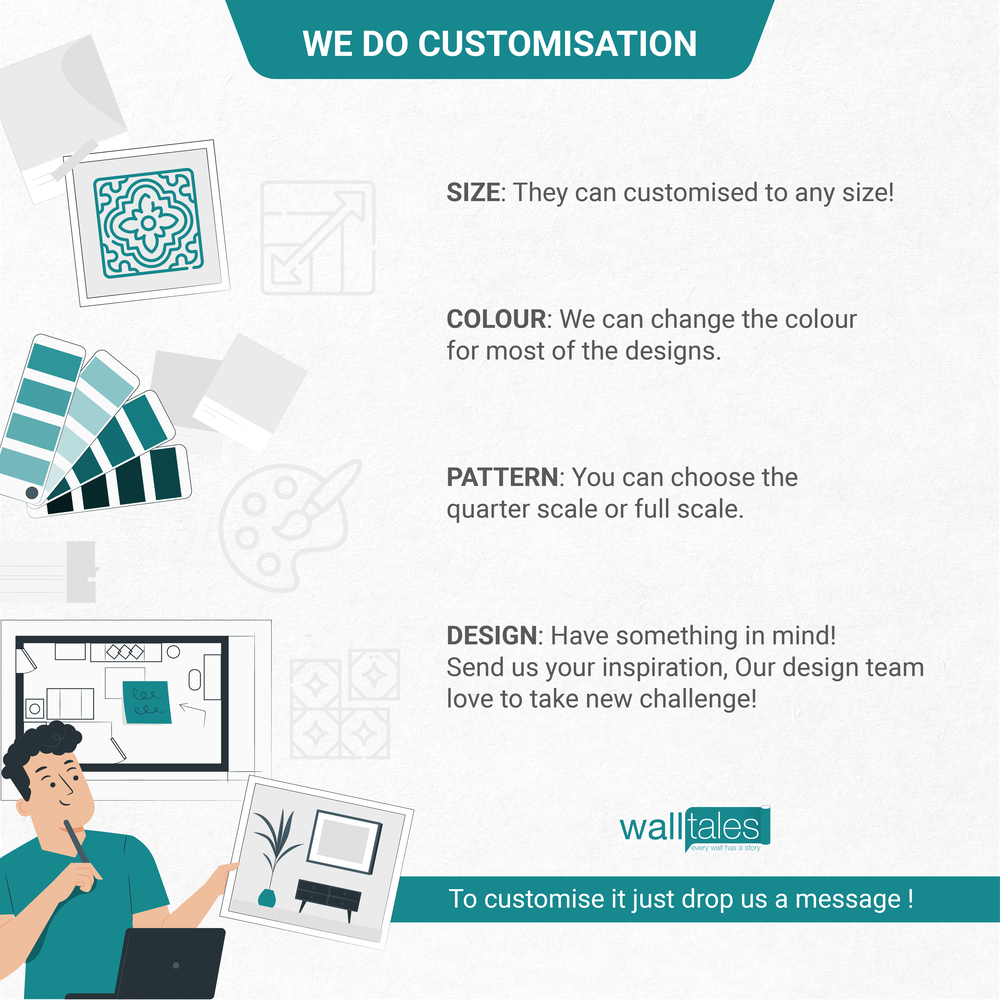 WE DO CUSTOMISATION
SIZE: They can customised to any size!
COLOUR: We can change the colour
for most of the designs.
PATTERN: You can choose the
quarter scale or full scale.
DESIGN: Have something in mind!
Send us your inspiration, Our design team
love to take new challenge!
walltales
every wall has a story
To customise it just drop us a message !